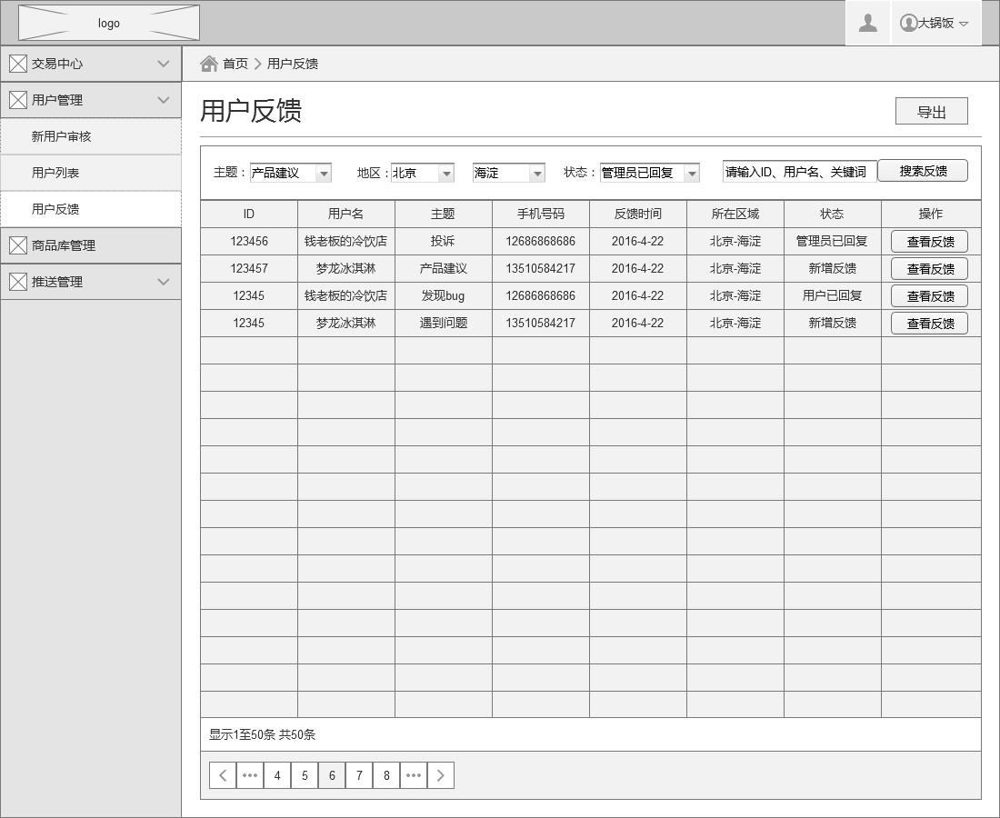 logo
大锅饭
交易中心
用户管理
新用户审核
用户列表
用户反馈
商品库管理
推送管理
首页 用户反馈
用户反馈
导出
主题： 产品建议 地区： 北京 海淀 状态： 管理员已回复 请输入ID、用户名、关键词 搜索反馈
ID 用户名 主题 手机号码 反馈时间 所在区域 状态 操作
123456 钱老板的冷饮店 投诉 12686868686 2016-4-22 北京-海淀 管理员已回复 查看反馈
123457 梦龙冰淇淋 产品建议 13510584217 2016-4-22 北京-海淀 新增反馈 查看反馈
12345 钱老板的冷饮店 发现bug 12686868686 2016-4-22 北京-海淀 用户已回复 查看反馈
12345 梦龙冰淇淋 遇到问题 13510584217 2016-4-22 北京-海淀 新增反馈 查看反馈
显示1至50条 共50条
••• 4 5 6 7 8 •••